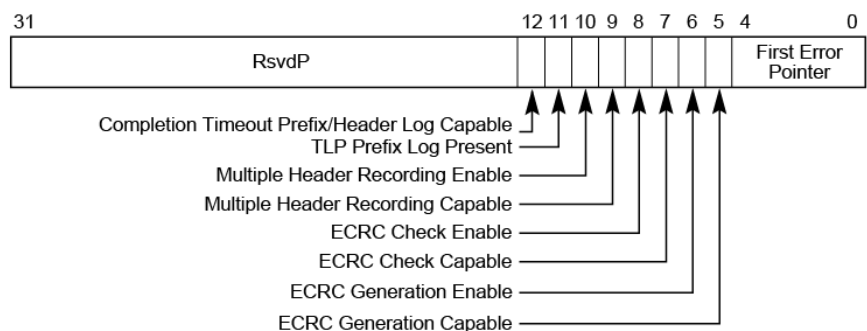 31 12 11 10 9 8 7 6 5 4 0
RsvdP
First Error
Pointer
Completion Timeout Prefix/Header Log Capable
TLP Prefix Log Present
Multiple Header Recording Enable
Multiple Header Recording Capable
ECRC Check Enable
ECRC Check Capable
ECRC Generation Enable
ECRC Generation Capable